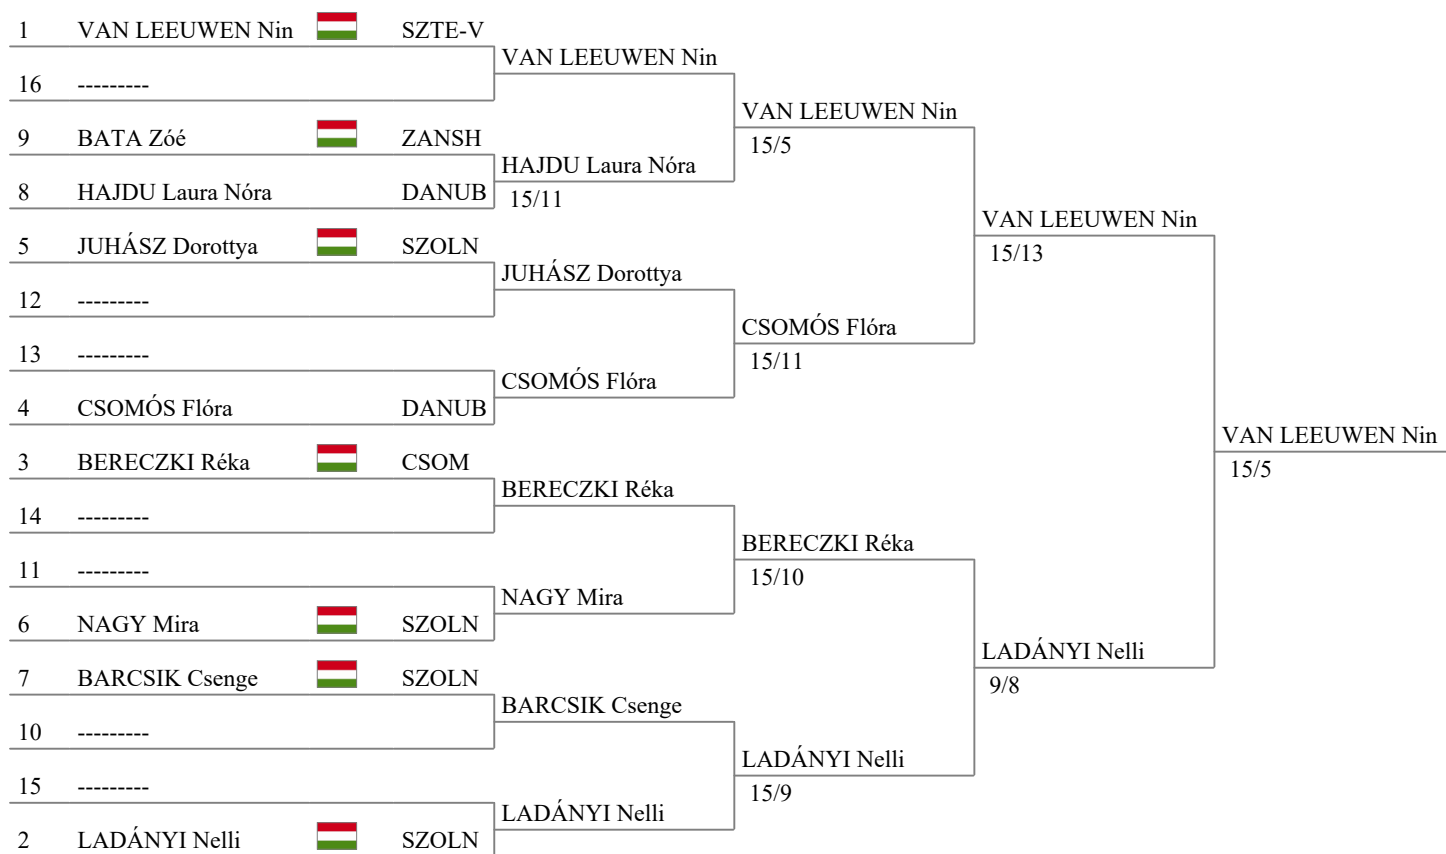 1 VAN LEEUWEN Nin SZTE-V
16 ---------
9 BATA Zóé ZANSH
8 HAJDU Laura Nóra DANUB
5 JUHÁSZ Dorottya SZOLN
12 ---------
13 ---------
4 CSOMÓS Flóra DANUB
3 BERECZKI Réka CSOM
14 ---------
11 ---------
6 NAGY Mira SZOLN
7 BARCSIK Csenge SZOLN
10 ---------
15 ---------
2 LADÁNYI Nelli SZOLN
VAN LEEUWEN Nin
HAJDU Laura Nóra
15/11
JUHÁSZ Dorottya
CSOMÓS Flóra
BERECZKI Réka
NAGY Mira
BARCSIK Csenge
LADÁNYI Nelli
VAN LEEUWEN Nin
15/5
CSOMÓS Flóra
15/11
BERECZKI Réka
15/10
LADÁNYI Nelli
15/9
VAN LEEUWEN Nin
15/13
LADÁNYI Nelli
9/8
VAN LEEUWEN Nin
15/5